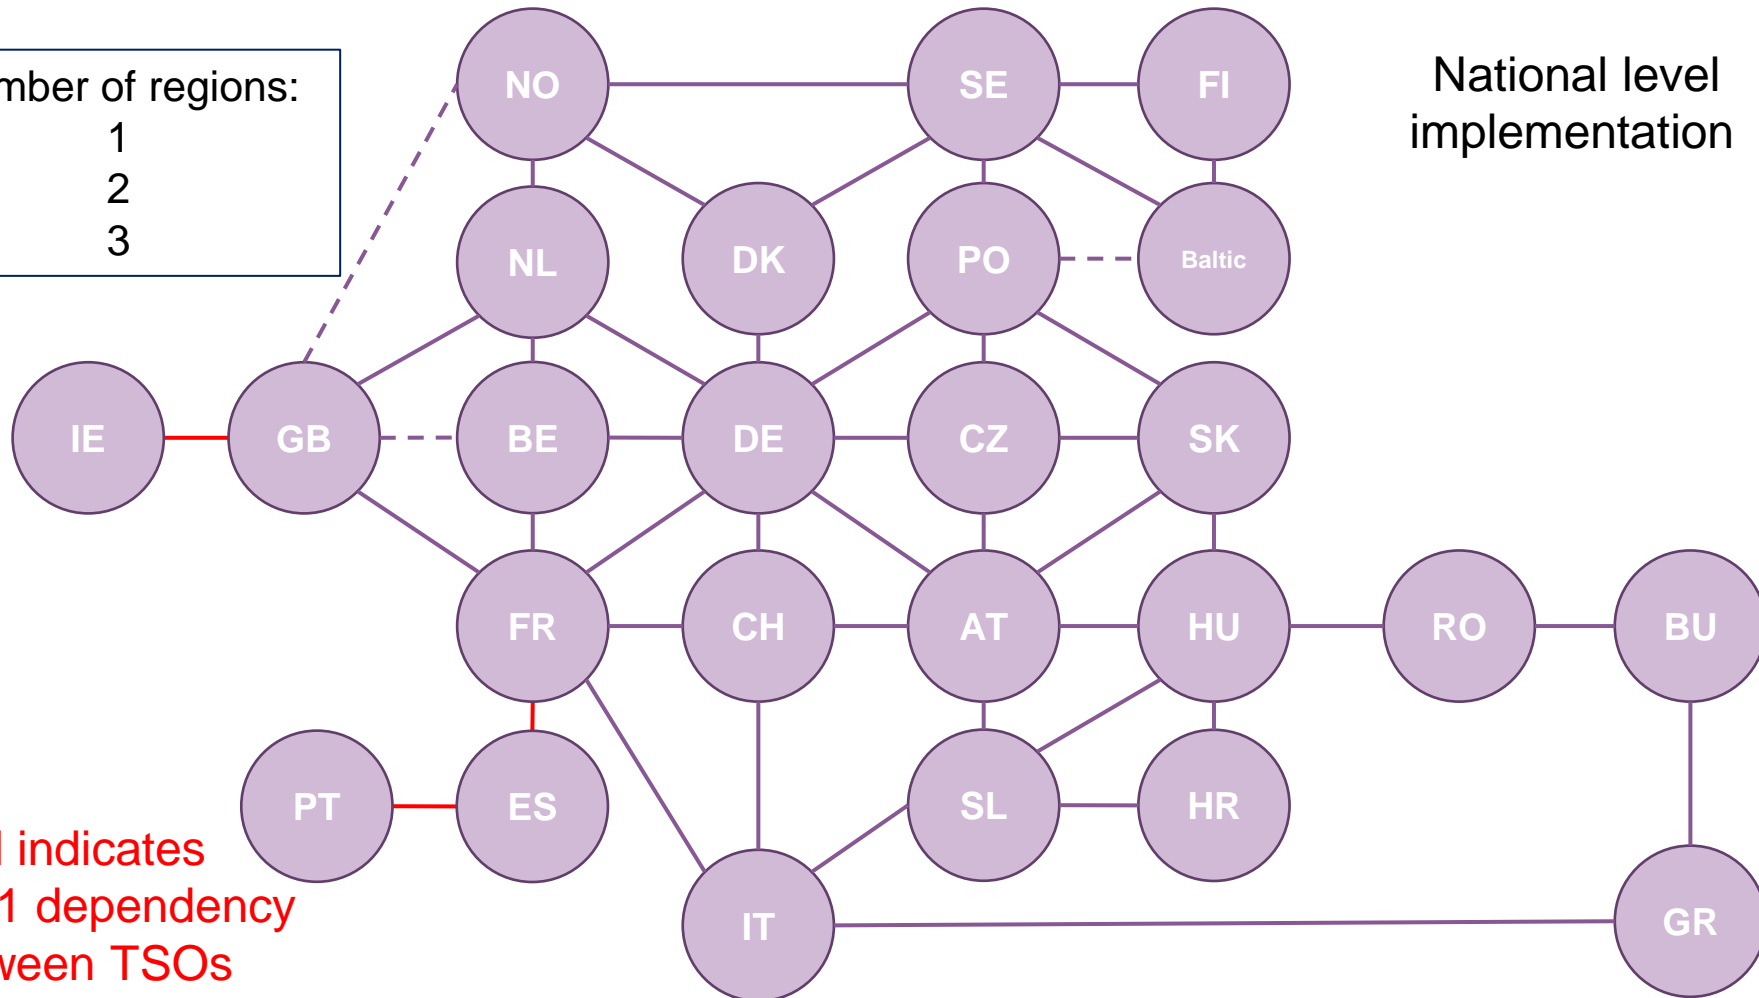 mber of regions:
1
2
3
National level
implementation
NO
SE
FI
NL
DK
PO
Baltic
IE
GB
BE
DE
CZ
SK
FR
CH
AT
HU
RO
BU
PT
ES
SL
HR
IT
GR
indicates
1 dependency
ween TSOs